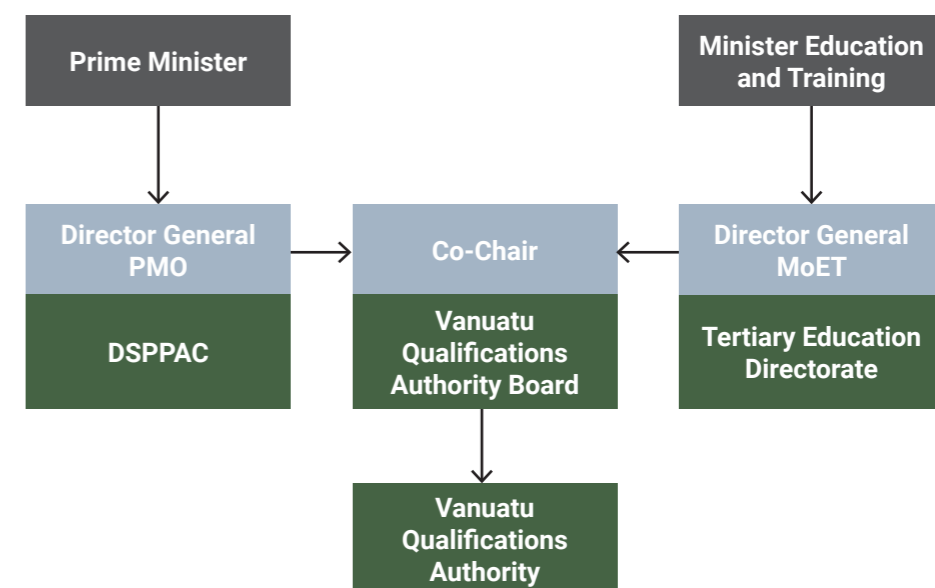 Prime Minister
Minister Education
and Training
Director General
PMO
Co-Chair
Director General
MoET
DSPPAC
Vanuatu
Qualifications
Authority Board
Tertiary Education
Directorate
Vanuatu
Qualifications
Authority